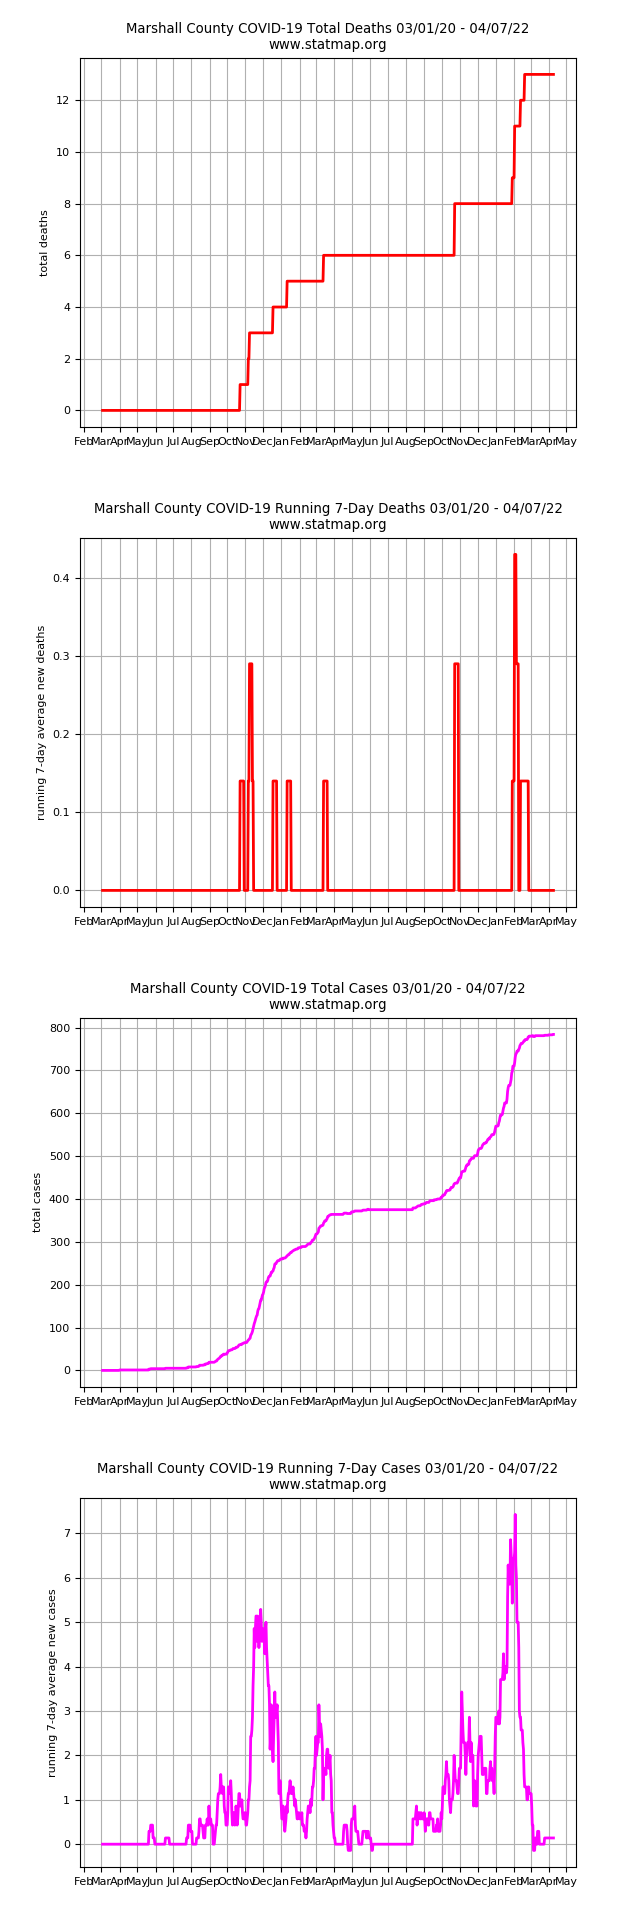 Marshall County COVID-19 Total Deaths 03/01/20 - 04/07/22
www.statmap.org
total deaths
12
10
8
6
4
2
0
Feb Mar Apr May Jun Jul Aug Sep Oct Nov Dec Jan Feb Mar Apr May Jun Jul Aug Sep Oct Nov Dec Jan Feb Mar Apr May
Marshall County COVID-19 Running 7-Day Deaths 03/01/20 - 04/07/22
www.statmap.org
running 7-day average new deaths
0.4
0.3
0.2
0.1
0.0
Feb Mar Apr May Jun Jul Aug Sep Oct Nov Dec Jan Feb Mar Apr May Jun Jul Aug Sep Oct Nov Dec Jan Feb Mar Apr May
Marshall County COVID-19 Total Cases 03/01/20 - 04/07/22
www.statmap.org
total cases
800
700
600
500
400
300
200
100
0
Feb Mar Apr May Jun Jul Aug Sep Oct Nov Dec Jan Feb Mar Apr May Jun Jul Aug Sep Oct Nov Dec Jan Feb Mar Apr May
Marshall County COVID-19 Running 7-Day Cases 03/01/20 - 04/07/22
www.statmap.org
running 7-day average new cases
7
6
5
4
3
2
1
0
Feb Mar Apr May Jun Jul Aug Sep Oct Nov Dec Jan Feb Mar Apr May Jun Jul Aug Sep Oct Nov Dec Jan Feb Mar Apr May